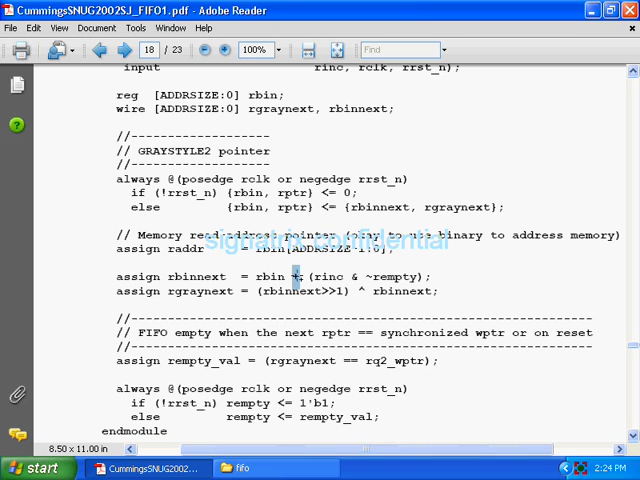 CummingsSNUG2002SJ_FIFO1.pdf - Adobe Reader
File Edit View Document Tools Window Help
18 / 23 100% Find
input rinc, rclk, rrst_n);
reg [ADDRSIZE:0] rbin;
wire [ADDRSIZE:0] rgraynext, rbinnext;
//-------------------
// GRAYSTYLE2 pointer
//-------------------
always @(posedge rclk or negedge rrst_n)
if (!rrst_n) {rbin, rptr} <= 0;
else {rbin, rptr} <= {rbinnext, rgraynext};
// Memory read-address pointer (okay to use binary to address memory)
signatrix confidential
assign raddr = rbin[ADDRSIZE-1:0];
assign rbinnext = rbin + (rinc & ~rempty);
assign rgraynext = (rbinnext>>1) ^ rbinnext;
//---------------------------------------------------------------
// FIFO empty when the next rptr == synchronized wptr or on reset
//---------------------------------------------------------------
assign rempty_val = (rgraynext == rq2_wptr);
always @(posedge rclk or negedge rrst_n)
if (!rrst_n) rempty <= 1'b1;
else rempty <= rempty_val;
endmodule
8.50 x 11.00 in
start CummingsSNUG2002... fifo 2:24 PM